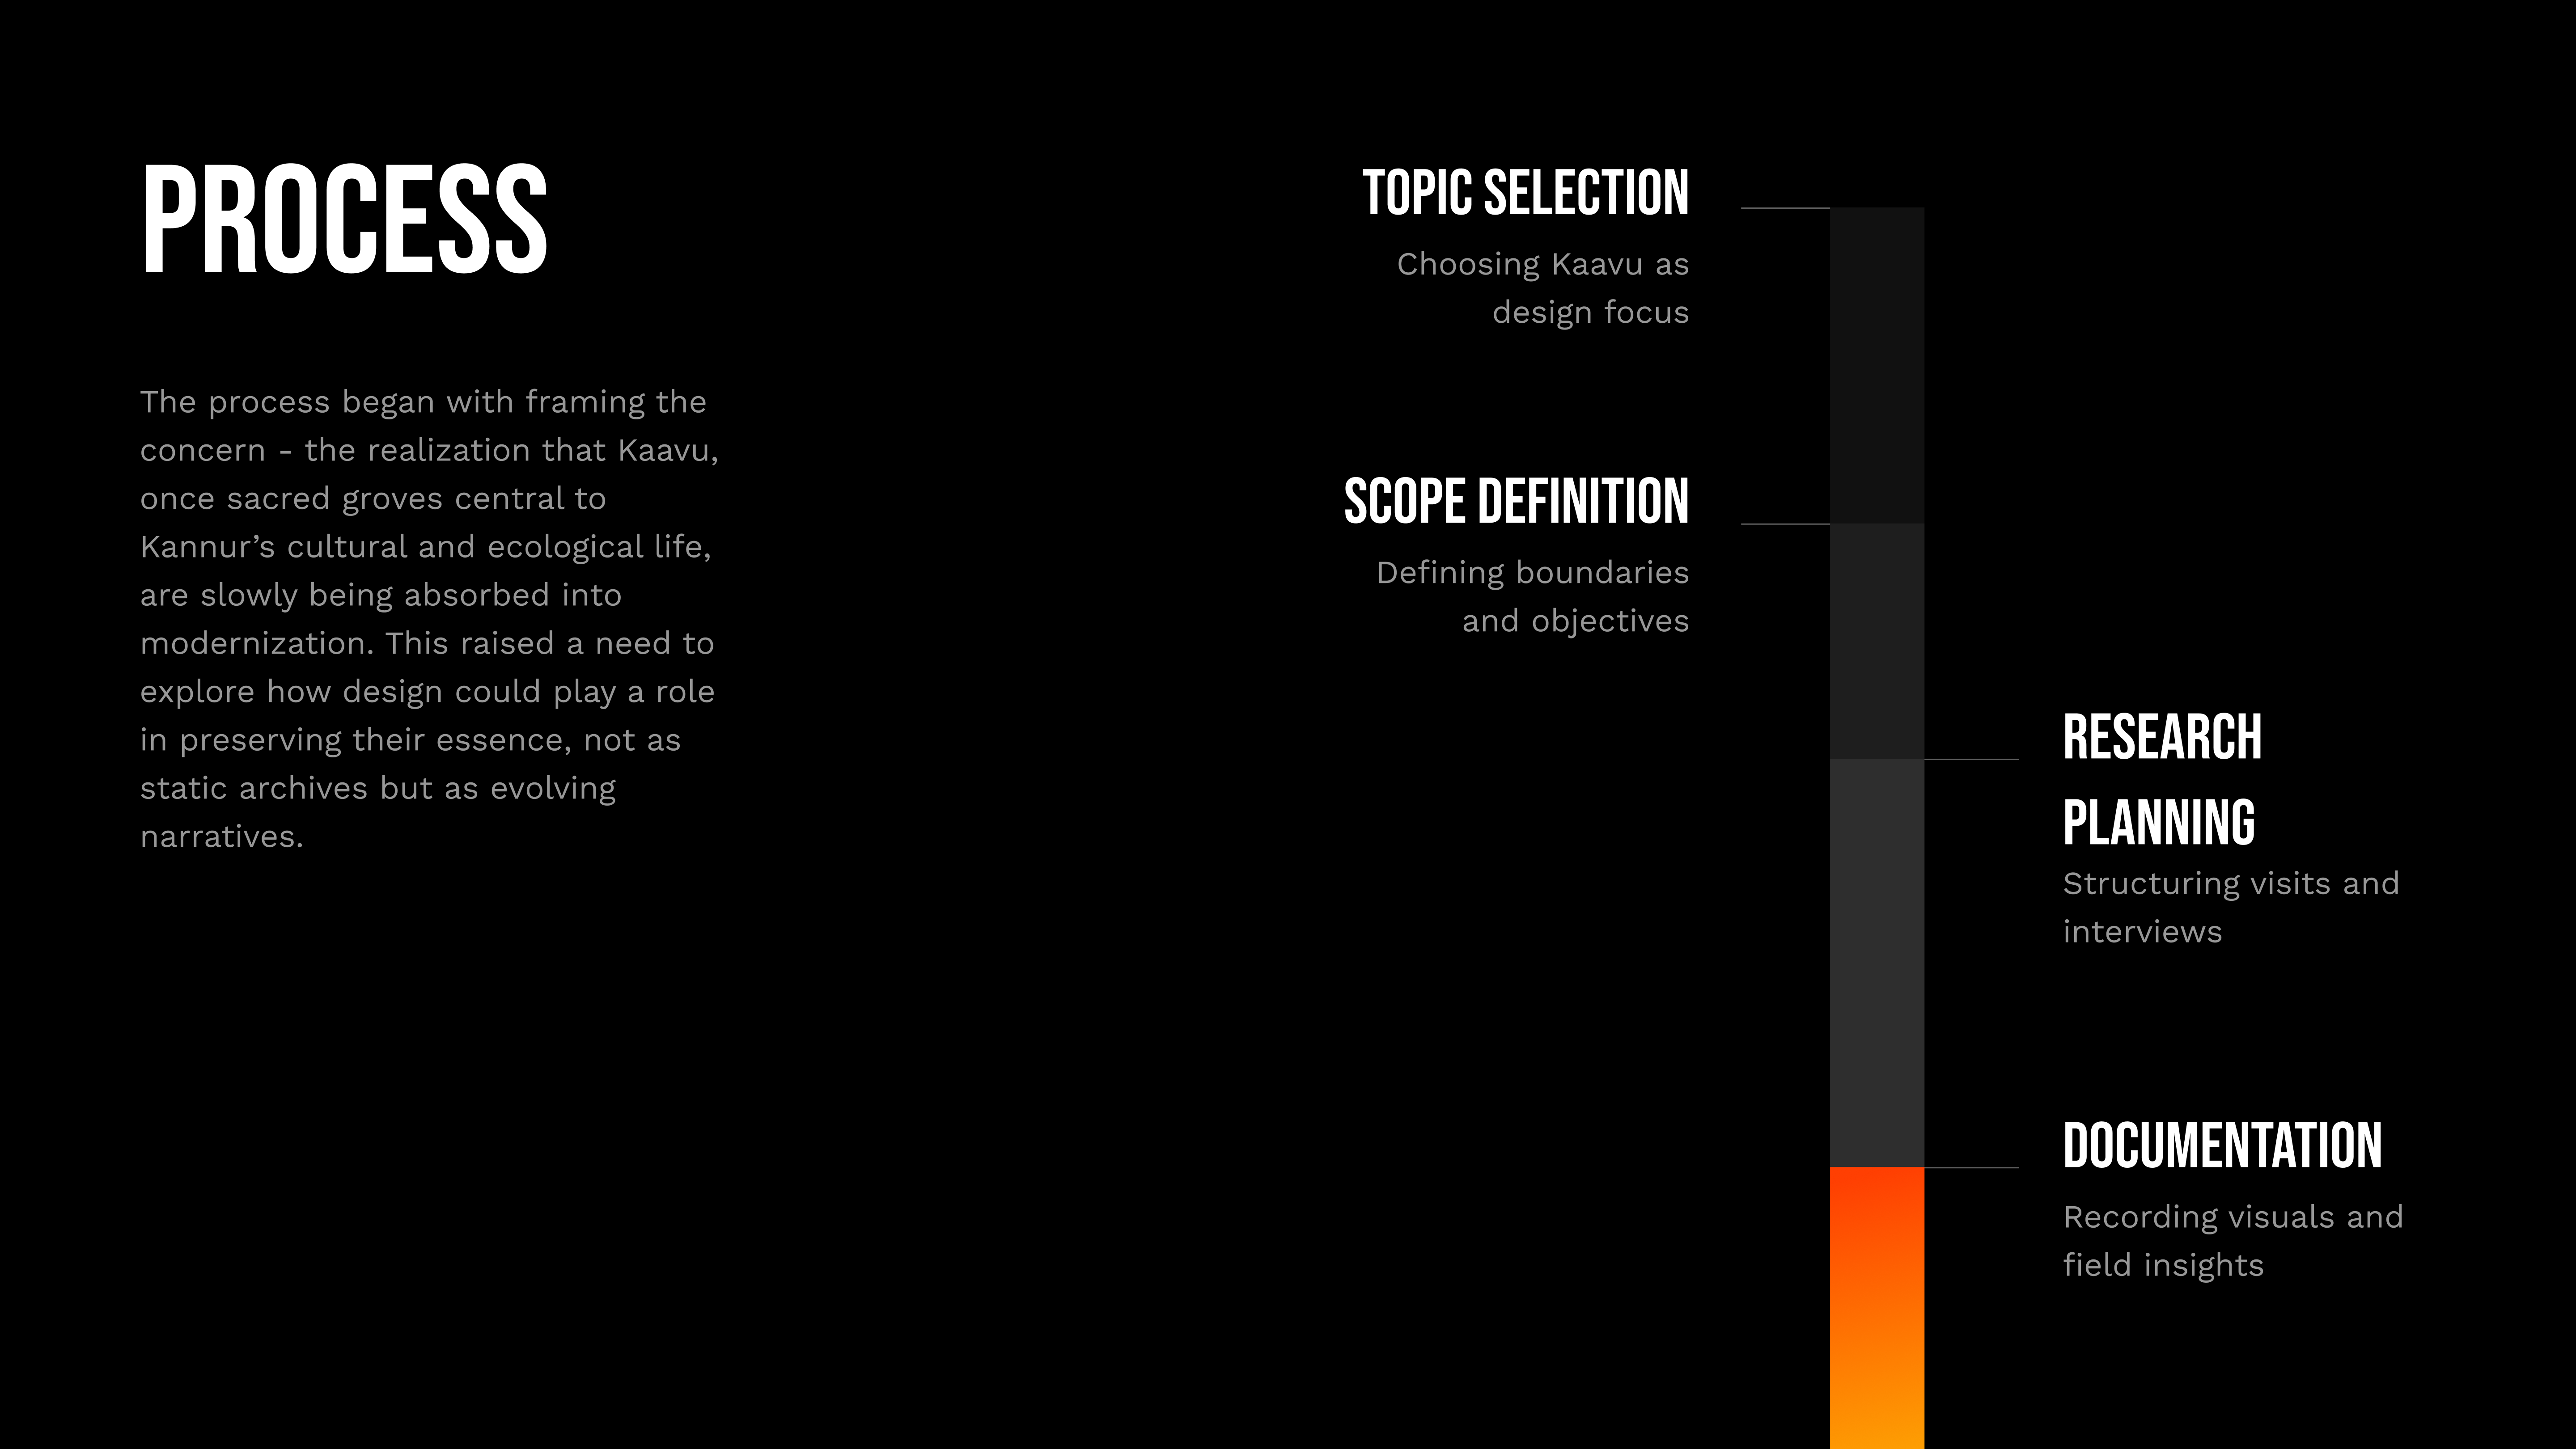 PROCESS
The process began with framing the
concern - the realization that Kaavu,
once sacred groves central to
Kannur’s cultural and ecological life,
are slowly being absorbed into
modernization. This raised a need to
explore how design could play a role
in preserving their essence, not as
static archives but as evolving
narratives.
TOPIC SELECTION
Choosing Kaavu as
design focus
SCOPE DEFINITION
Defining boundaries
and objectives
RESEARCH
PLANNING
Structuring visits and
interviews
DOCUMENTATION
Recording visuals and
field insights